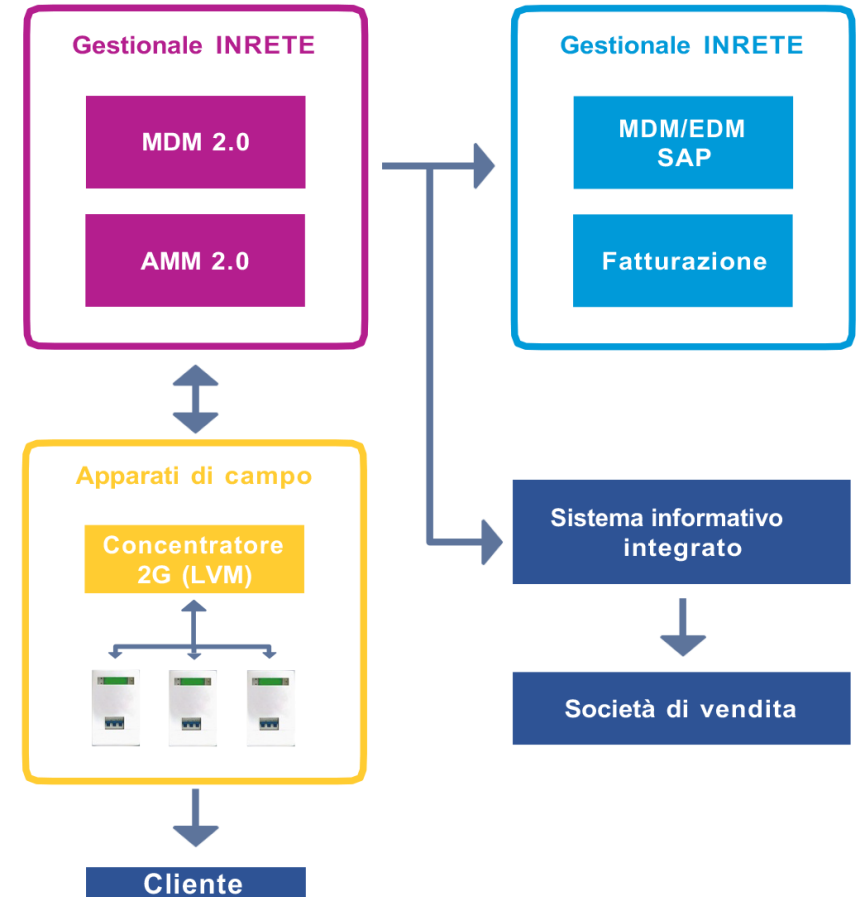 Gestionale INRETE
MDM 2.0
AMM 2.0
Gestionale INRETE
MDM/EDM
SAP
Fatturazione
Apparati di campo
Concentratore
2G (LVM)
Sistema informativo
integrato
Società di vendita
Cliente